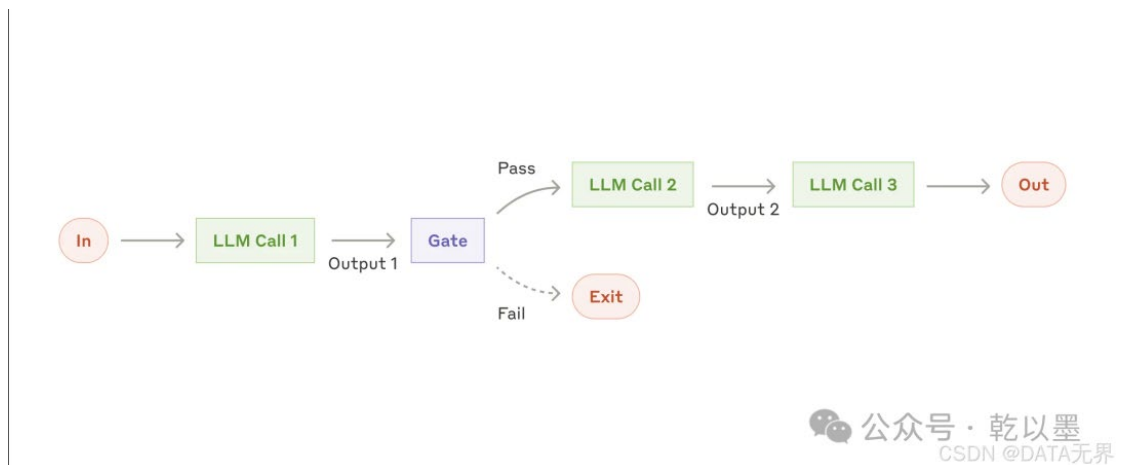 Pass
LLM Call 2
LLM Call 3
Out
Output 2
In
LLM Call 1
Gate
Output 1
Exit
Fail
公众号 · 乾以墨
CSDN @DATA无界